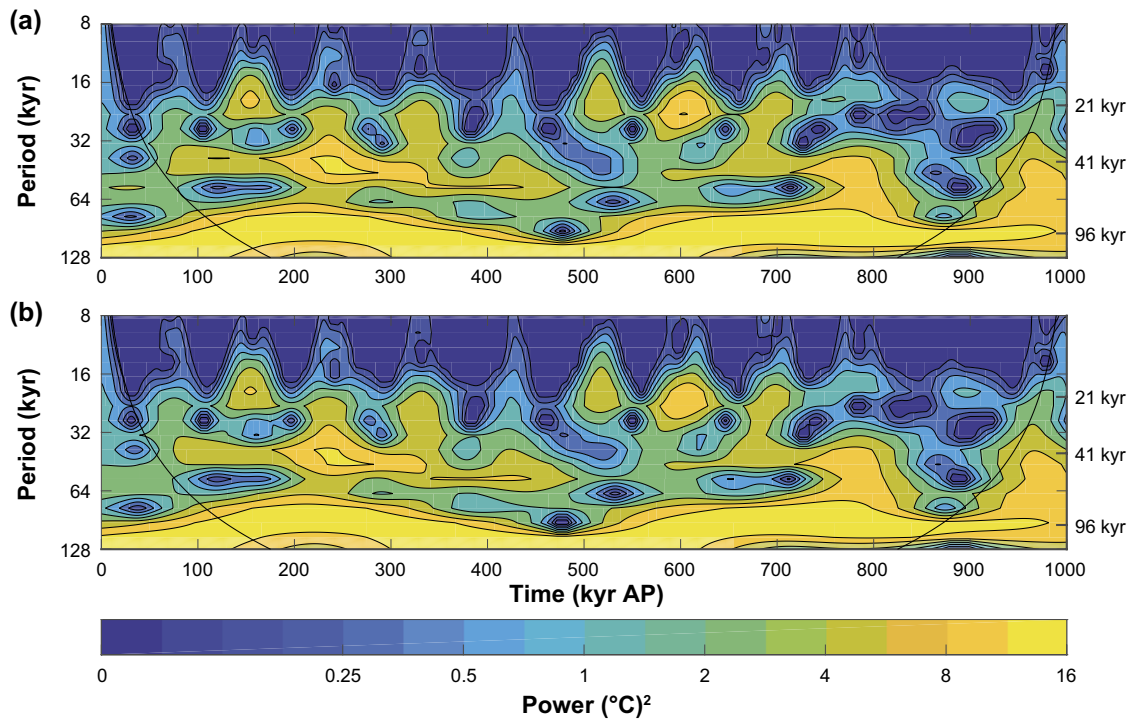 (a)
Period (kyr)
8
16
32
64
128
21 kyr
41 kyr
96 kyr
0 100 200 300 400 500 600 700 800 900 1000
(b)
Period (kyr)
8
16
32
64
128
21 kyr
41 kyr
96 kyr
0 100 200 300 400 500 600 700 800 900 1000
Time (kyr AP)
0 0.25 0.5 1 2 4 8 16
Power (°C)²